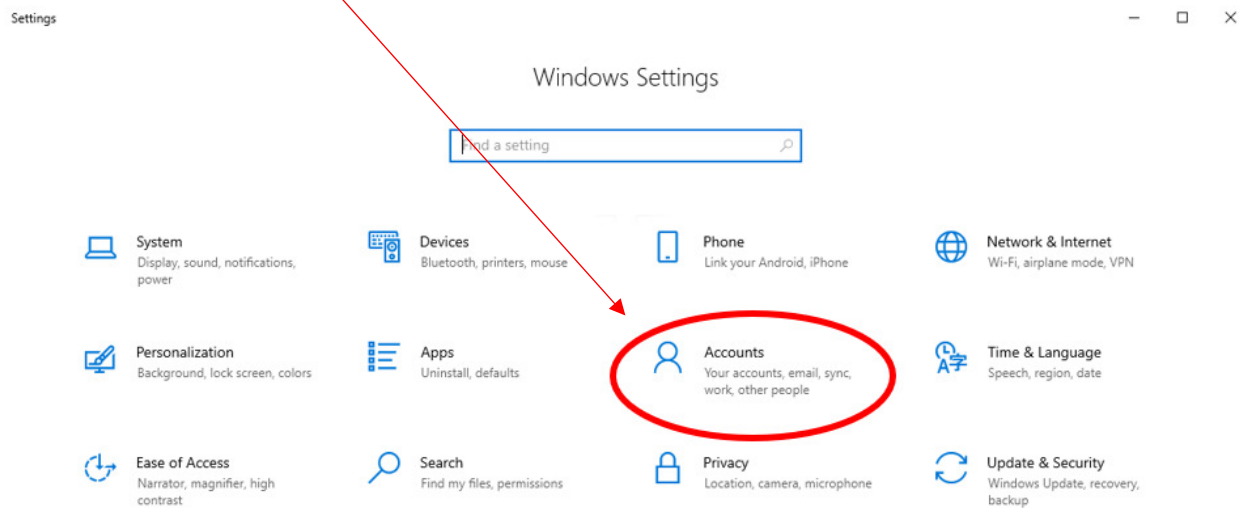 Settings
Windows Settings
Find a setting
System
Display, sound, notifications,
power
Devices
Bluetooth, printers, mouse
Phone
Link your Android, iPhone
Network & Internet
Wi-Fi, airplane mode, VPN
Personalization
Background, lock screen, colors
Apps
Uninstall, defaults
Accounts
Your accounts, email, sync,
work, other people
Time & Language
Speech, region, date
Ease of Access
Narrator, magnifier, high
contrast
Search
Find my files, permissions
Privacy
Location, camera, microphone
Update & Security
Windows Update, recovery,
backup